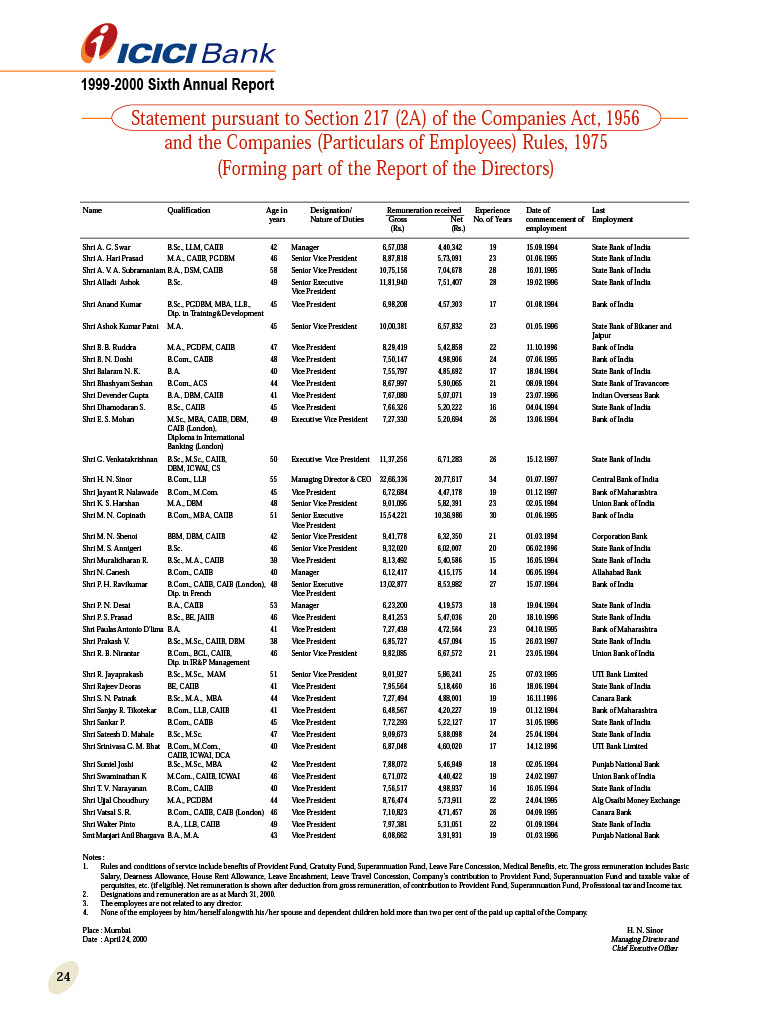 ICICI Bank
1999-2000 Sixth Annual Report
Statement pursuant to Section 217 (2A) of the Companies Act, 1956
and the Companies (Particulars of Employees) Rules, 1975
(Forming part of the Report of the Directors)
Name Qualification Age in Designation/ Remuneration received Experience Date of Last
years Nature of Duties Gross Net No. of Years commencement of Employment
(Rs.) (Rs.) employment
Shri A. G. Swar B.Sc., LLM, CAIIB 42 Manager 6,57,038 4,40,342 19 15.09.1994 State Bank of India
Shri A. Hari Prasad M.A., CAIIB, PGDBM 46 Senior Vice President 8,87,818 5,73,091 23 01.06.1995 State Bank of India
Shri A. V. A. Subramaniam B.A., DSM, CAIIB 58 Senior Vice President 10,75,156 7,04,678 28 16.01.1995 State Bank of India
Shri Alladi Ashok B.Sc. 49 Senior Executive 11,81,940 7,51,407 28 19.02.1996 State Bank of India
Vice President
Shri Anand Kumar B.Sc., PGDBM, MBA, LLB., 45 Vice President 6,98,208 4,57,303 17 01.08.1994 Bank of India
Dip. in Training&Development
Shri Ashok Kumar Patni M.A. 45 Senior Vice President 10,00,381 6,57,832 23 01.05.1996 State Bank of Bikaner and
Jaipur
Shri B. B. Ruddra M.A., PGDFM, CAIIB 47 Vice President 8,29,419 5,42,858 22 11.10.1996 Bank of India
Shri B. N. Doshi B.Com., CAIIB 48 Vice President 7,50,147 4,98,906 24 07.06.1995 Bank of India
Shri Balaram N. K. B.A. 40 Vice President 7,55,797 4,85,692 17 18.04.1994 State Bank of India
Shri Bhashyam Seshan B.Com., ACS 44 Vice President 8,67,997 5,90,065 21 08.09.1994 State Bank of Travancore
Shri Devender Gupta B.A., DBM, CAIIB 41 Vice President 7,67,080 5,07,071 19 23.07.1996 Indian Overseas Bank
Shri Dhamodaran S. B.Sc., CAIIB 45 Vice President 7,66,326 5,20,222 16 04.04.1994 State Bank of India
Shri E. S. Mohan M.Sc., MBA, CAIIB, DBM, 49 Executive Vice President 7,27,330 5,20,694 26 13.06.1994 Bank of India
CAIB (London),
Diploma in International
Banking (London)
Shri G. Venkatakrishnan B.Sc., M.Sc., CAIIB, 50 Executive Vice President 11,37,256 6,71,283 26 15.12.1997 State Bank of India
DBM, ICWAI, CS
Shri H. N. Sinor B.Com., LLB 55 Managing Director & CEO 32,66,336 20,77,617 34 01.07.1997 Central Bank of India
Shri Jayant R. Nalawade B.Com., M.Com. 45 Vice President 6,72,684 4,47,178 19 01.12.1997 Bank of Maharashtra
Shri K. S. Harshan M.A., DBM 48 Senior Vice President 9,01,095 5,82,391 23 02.05.1994 Union Bank of India
Shri M. N. Gopinath B.Com., MBA, CAIIB 51 Senior Executive 15,54,221 10,36,986 30 01.06.1995 Bank of India
Vice President
Shri M. N. Shenoi BBM, DBM, CAIIB 42 Senior Vice President 9,41,778 6,32,350 21 01.03.1994 Corporation Bank
Shri M. S. Annigeri B.Sc. 46 Senior Vice President 9,32,020 6,02,007 20 06.02.1996 State Bank of India
Shri Muralidharan R. B.Sc., M.A., CAIIB 39 Vice President 8,13,492 5,40,586 15 16.05.1994 State Bank of India
Shri N. Ganesh B.Com., CAIIB 40 Manager 6,12,417 4,15,175 14 06.05.1994 Allahabad Bank
Shri P. H. Ravikumar B.Com., CAIIB, CAIB (London), 48 Senior Executive 13,02,877 8,53,982 27 15.07.1994 Bank of India
Dip. in French Vice President
Shri P. N. Desai B.A., CAIIB 53 Manager 6,23,200 4,19,573 18 19.04.1994 State Bank of India
Shri P. S. Prasad B.Sc., BE, JAIIB 46 Vice President 8,41,253 5,47,036 20 18.10.1996 State Bank of India
Shri Paulas Antonio D'lima B.A. 41 Vice President 7,27,439 4,72,564 23 04.10.1995 Bank of Maharashtra
Shri Prakash V. B.Sc., M.Sc., CAIIB, DBM 38 Vice President 6,85,727 4,57,094 15 26.03.1997 State Bank of India
Shri R. B. Nirantar B.Com., BGL, CAIIB, 46 Senior Vice President 9,82,085 6,67,572 21 23.05.1994 Union Bank of India
Dip. in IR&P Management
Shri R. Jayaprakash B.Sc., M.Sc., MAM 51 Senior Vice President 9,01,927 5,86,241 25 07.03.1995 UTI Bank Limited
Shri Rajeev Deoras BE, CAIIB 41 Vice President 7,95,564 5,18,460 16 18.06.1994 State Bank of India
Shri S. N. Patnaik B.Sc., M.A., MBA 44 Vice President 7,27,494 4,88,001 19 16.11.1996 Canara Bank
Shri Sanjay R. Tikotekar B.Com., LLB, CAIIB 41 Vice President 6,48,567 4,20,227 19 01.12.1994 Bank of Maharashtra
Shri Sankar P. B.Com., CAIIB 45 Vice President 7,72,293 5,22,127 17 31.05.1996 State Bank of India
Shri Sateesh D. Mahale B.Sc., M.Sc. 47 Vice President 9,09,673 5,88,098 24 25.04.1994 State Bank of India
Shri Srinivasa G. M. Bhat B.Com., M.Com., 40 Vice President 6,87,048 4,60,020 17 14.12.1996 UTI Bank Limited
CAIIB, ICWAI, DCA
Shri Suniel Joshi B.Sc., M.Sc., MBA 42 Vice President 7,88,072 5,46,949 18 02.05.1994 Punjab National Bank
Shri Swaminathan K M.Com., CAIIB, ICWAI 46 Vice President 6,71,072 4,40,422 19 24.02.1997 Union Bank of India
Shri T. V. Narayanan B.Com., CAIIB 40 Vice President 7,56,517 4,98,937 16 16.05.1994 State Bank of India
Shri Ujjal Choudhury M.A., PGDBM 44 Vice President 8,76,474 5,73,911 22 24.04.1995 Alg Osaibi Money Exchange
Shri Vatsal S. R. B.Com., CAIIB, CAIB (London) 46 Vice President 7,10,823 4,71,457 26 04.09.1995 Canara Bank
Shri Walter Pinto B.A., LLB, CAIIB 49 Vice President 7,97,381 5,31,051 22 01.09.1994 State Bank of India
Smt Manjari Anil Bhargava B.A., M.A. 43 Vice President 6,08,662 3,91,931 19 01.03.1996 Punjab National Bank
Notes :
1. Rules and conditions of service include benefits of Provident Fund, Gratuity Fund, Superannuation Fund, Leave Fare Concession, Medical Benefits, etc. The gross remuneration includes Basic
Salary, Dearness Allowance, House Rent Allowance, Leave Encashment, Leave Travel Concession, Company's contribution to Provident Fund, Superannuation Fund and taxable value of
perquisites, etc. (if eligible). Net remuneration is shown after deduction from gross remuneration, of contribution to Provident Fund, Superannuation Fund, Professional tax and Income tax.
2. Designations and remuneration are as at March 31, 2000.
3. The employees are not related to any director.
4. None of the employees by him/herself alongwith his/her spouse and dependent children hold more than two per cent of the paid up capital of the Company.
Place : Mumbai H. N. Sinor
Date : April 24, 2000 Managing Director and
Chief Executive Officer
24